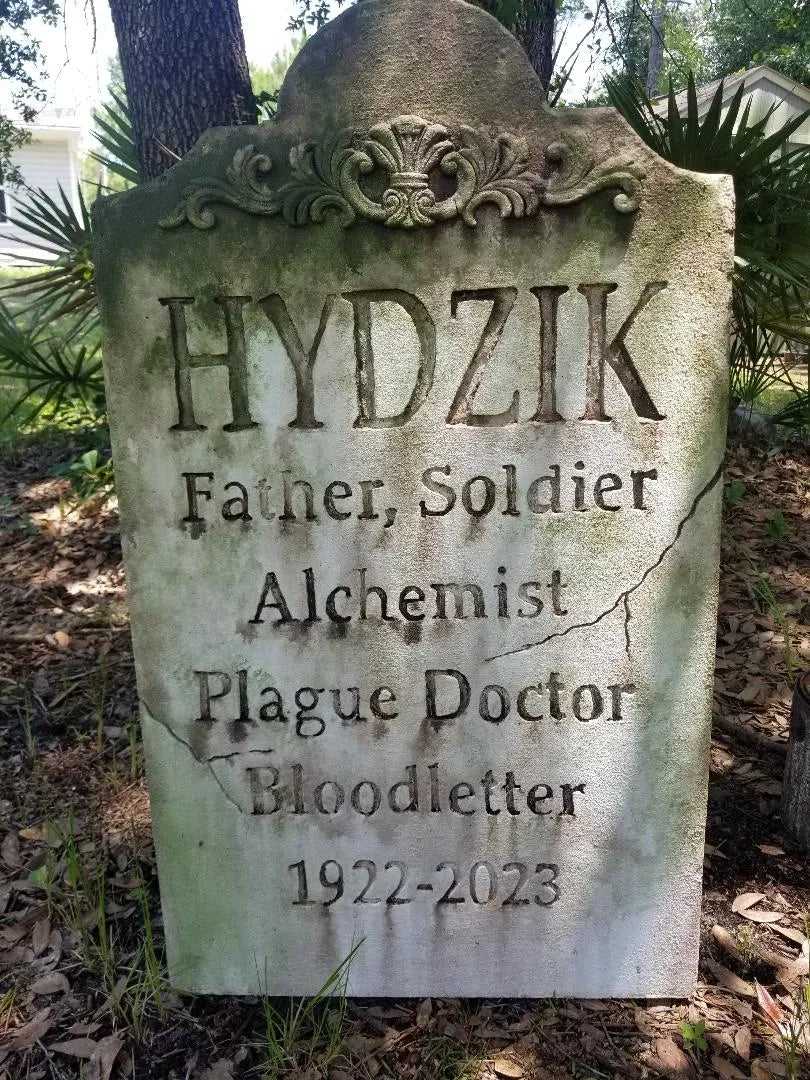 HYDZIK
Father, Soldier
Alchemist
Plague Doctor
Bloodletter
1922-2023